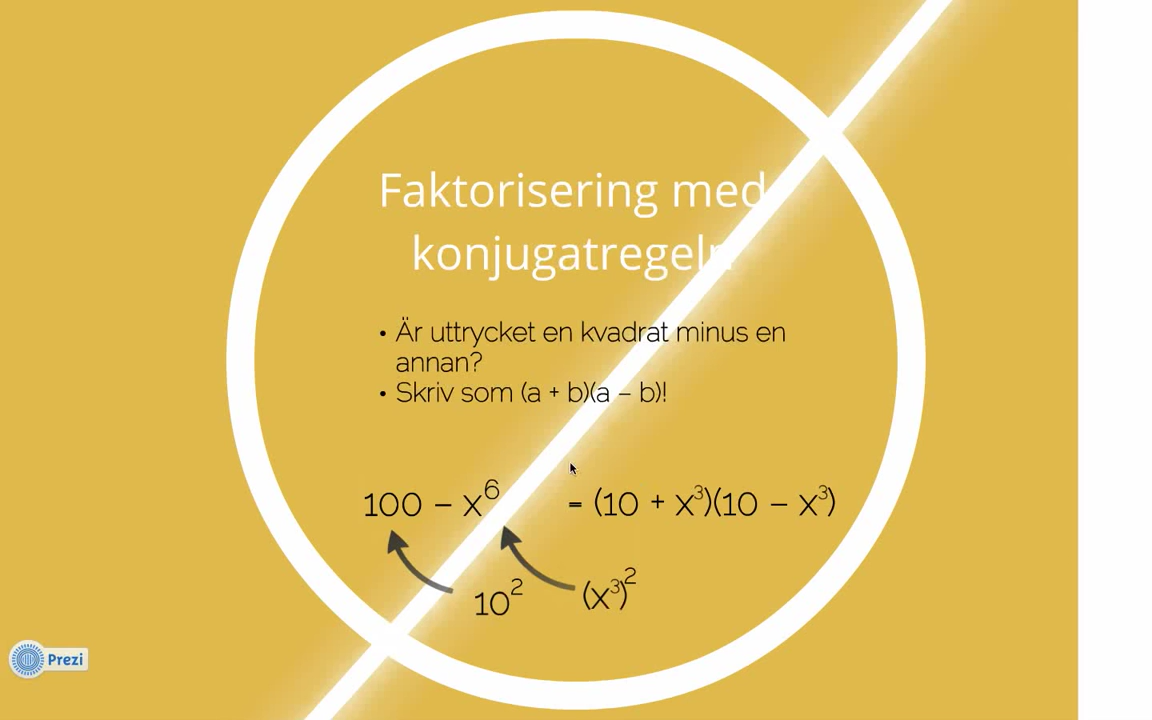 Faktorisering med
konjugatregeln
• Är uttrycket en kvadrat minus en
annan?
• Skriv som (a + b)(a – b)!
100 – x⁶ = (10 + x³)(10 – x³)
10² (x³)²
Prezi